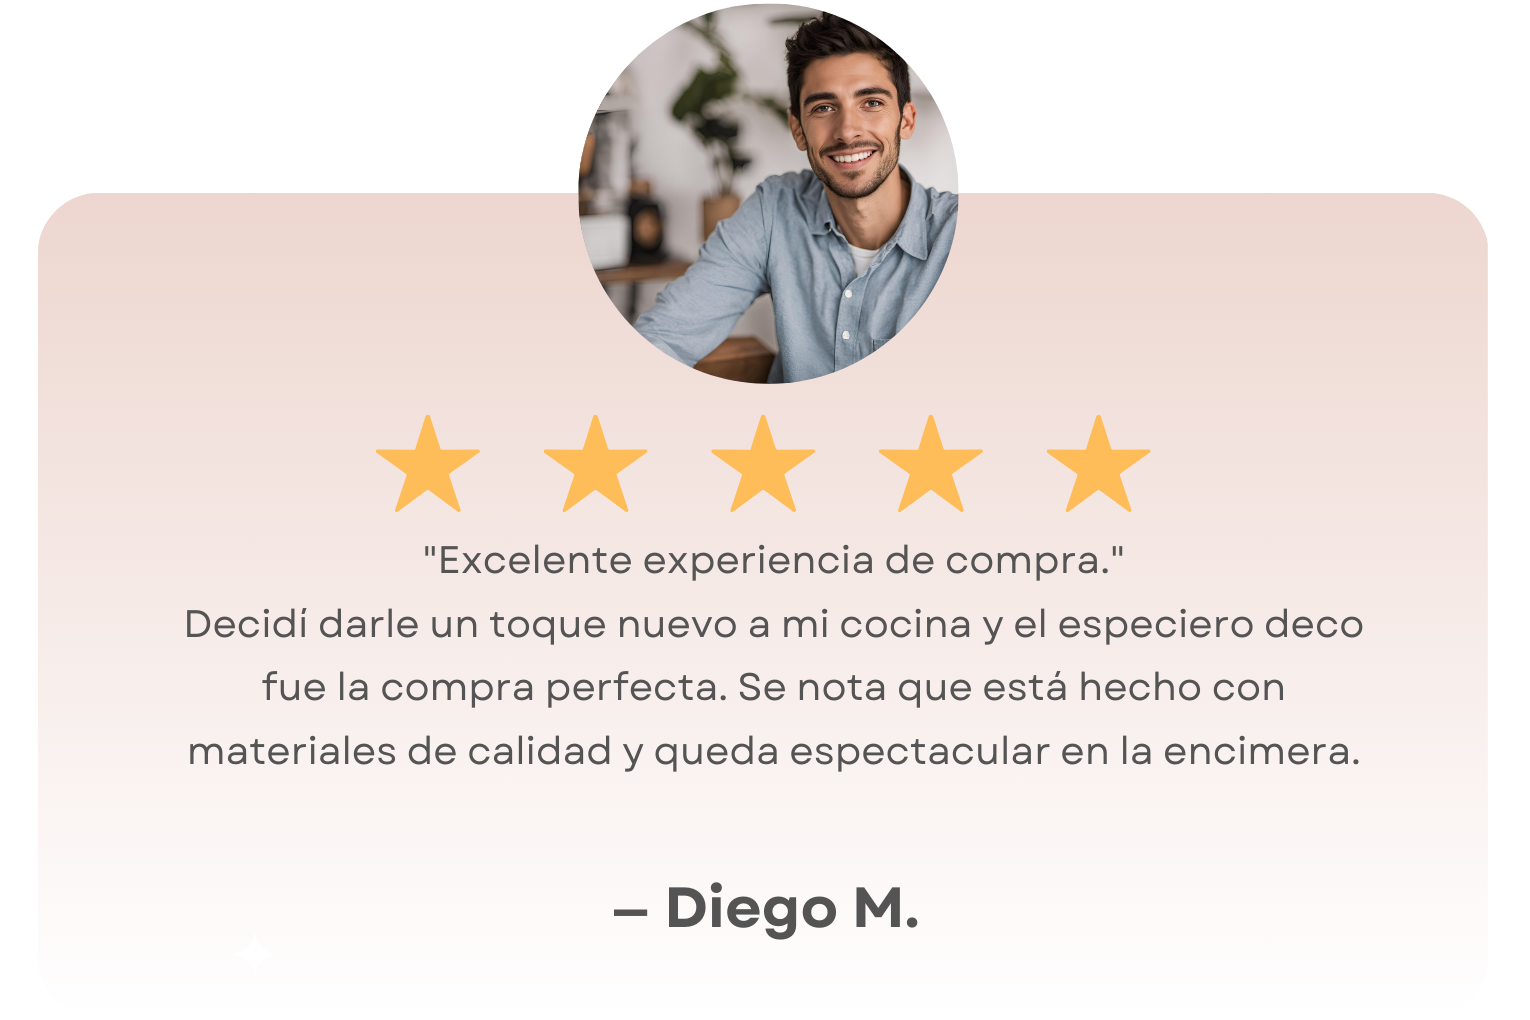 "Excelente experiencia de compra."
Decidí darle un toque nuevo a mi cocina y el especiero deco
fue la compra perfecta. Se nota que está hecho con
materiales de calidad y queda espectacular en la encimera.
– Diego M.